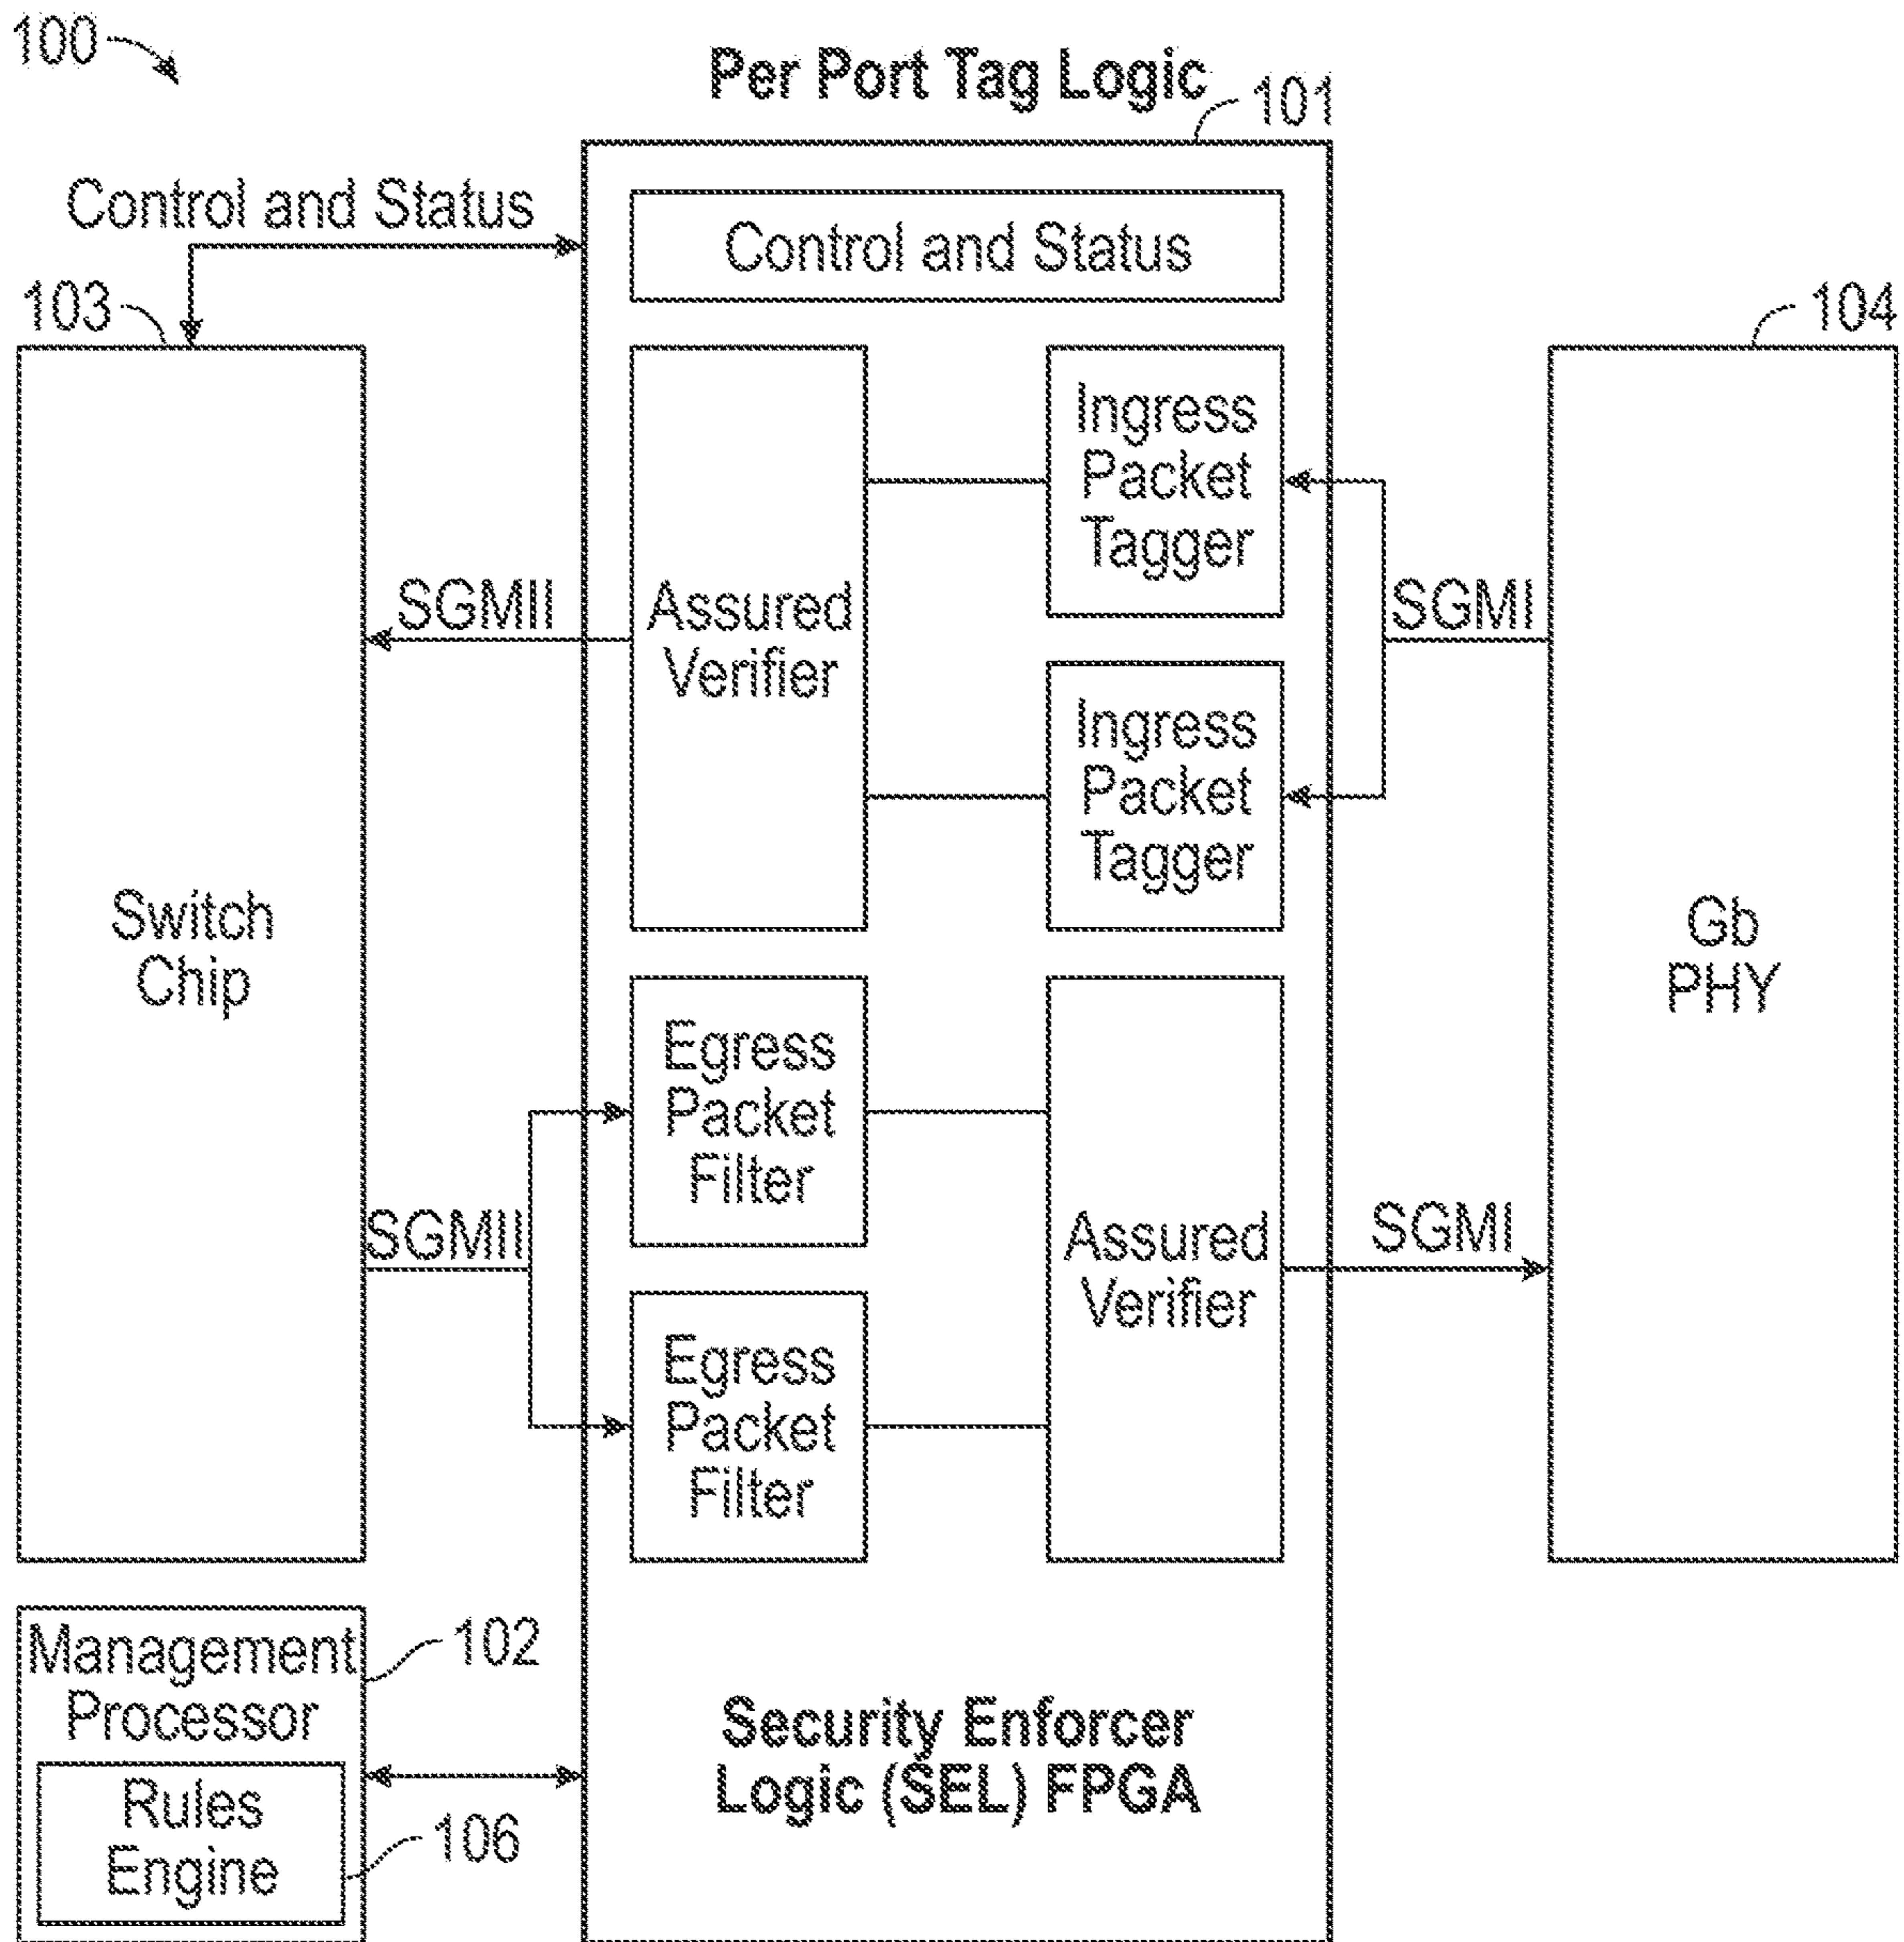 100
Per Port Tag Logic
101
Control and Status
Control and Status
103
104
Ingress
Packet
Tagger
SGMII
Assured
Verifier
SGMI
Ingress
Packet
Tagger
Switch
Chip
Gb
PHY
Egress
Packet
Filter
SGMII
Assured
Verifier
SGMI
Egress
Packet
Filter
Management
Processor
102
Rules
Engine
106
Security Enforcer
Logic (SEL) FPGA